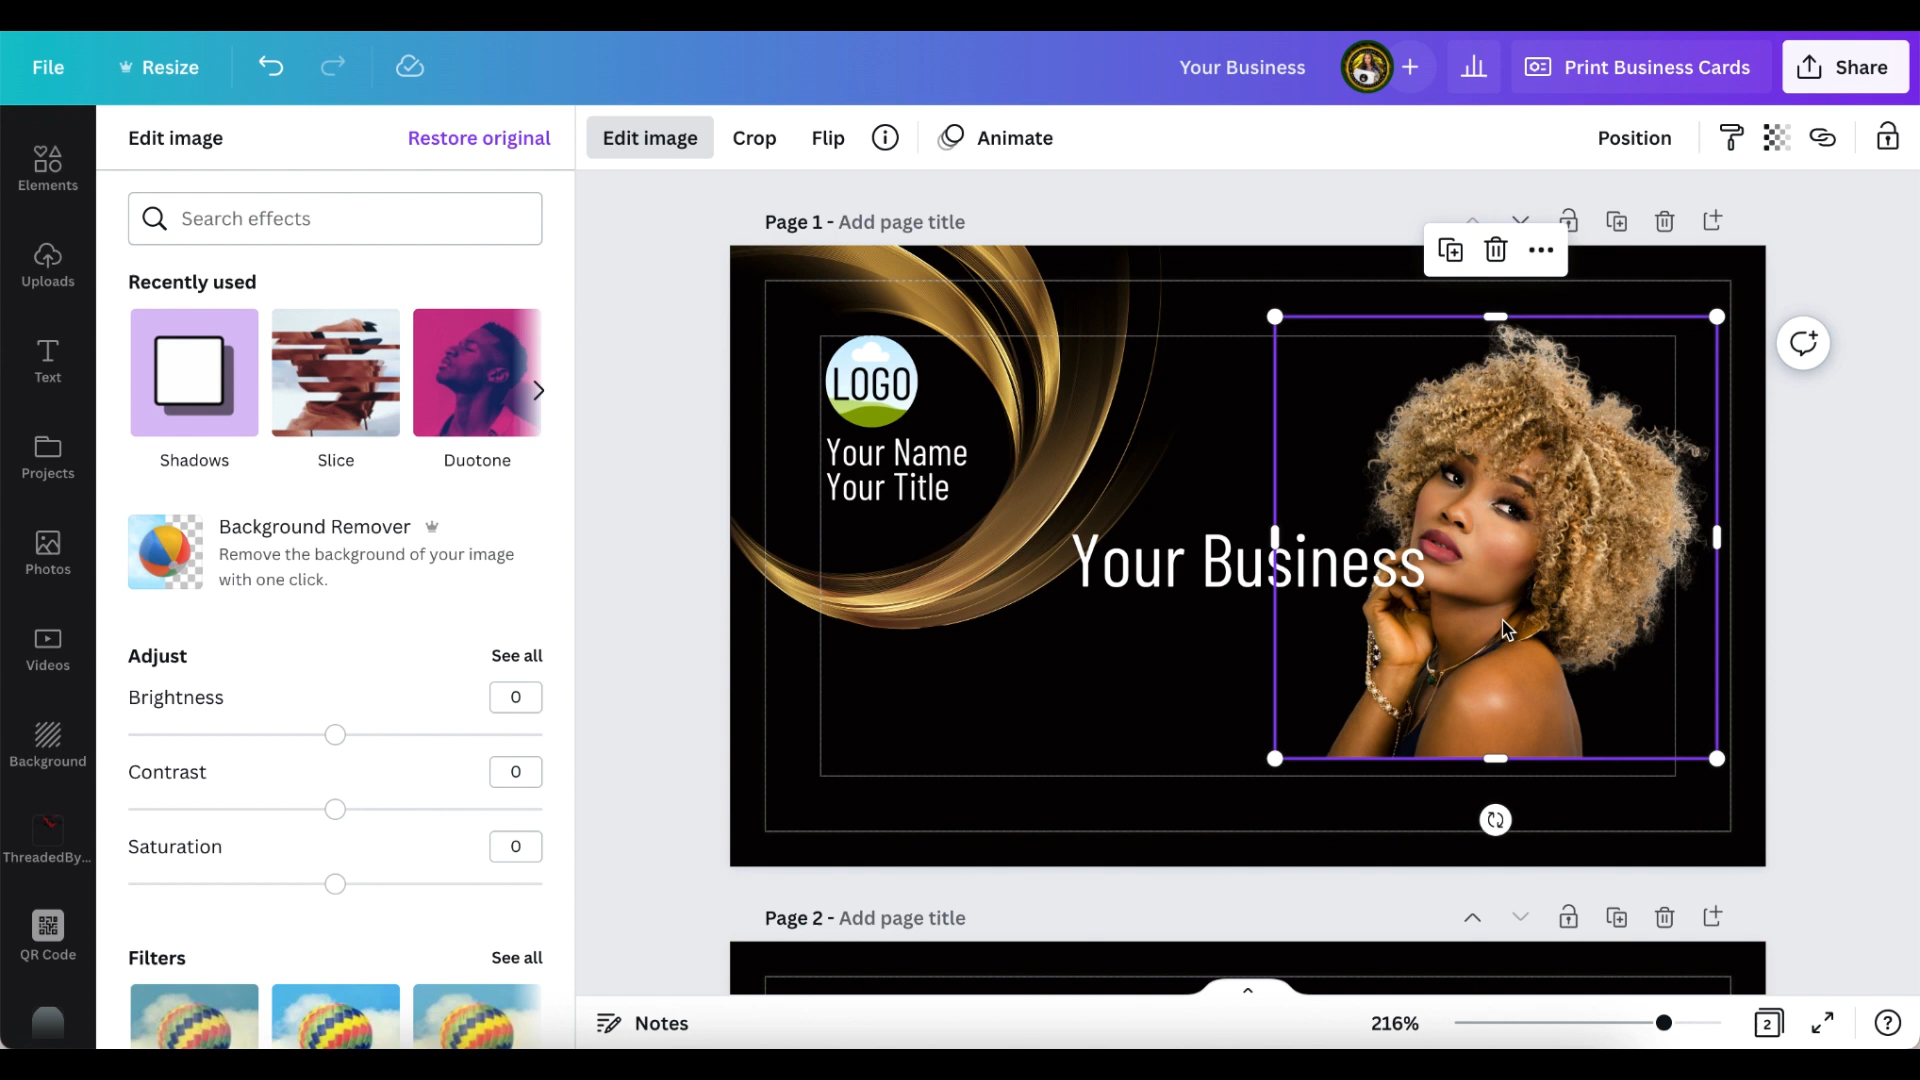 File
Resize
Your Business
Print Business Cards
Share
Elements
Uploads
Text
Projects
Photos
Videos
Background
ThreadedBy...
QR Code
Edit image
Restore original
Search effects
Recently used
Shadows
Slice
Duotone
Background Remover
Remove the background of your image
with one click.
Adjust
See all
Brightness
0
Contrast
0
Saturation
0
Filters
See all
Edit image
Crop
Flip
Animate
Position
Page 1 - Add page title
LOGO
Your Name
Your Title
Your Business
Page 2 - Add page title
Notes
216%
2